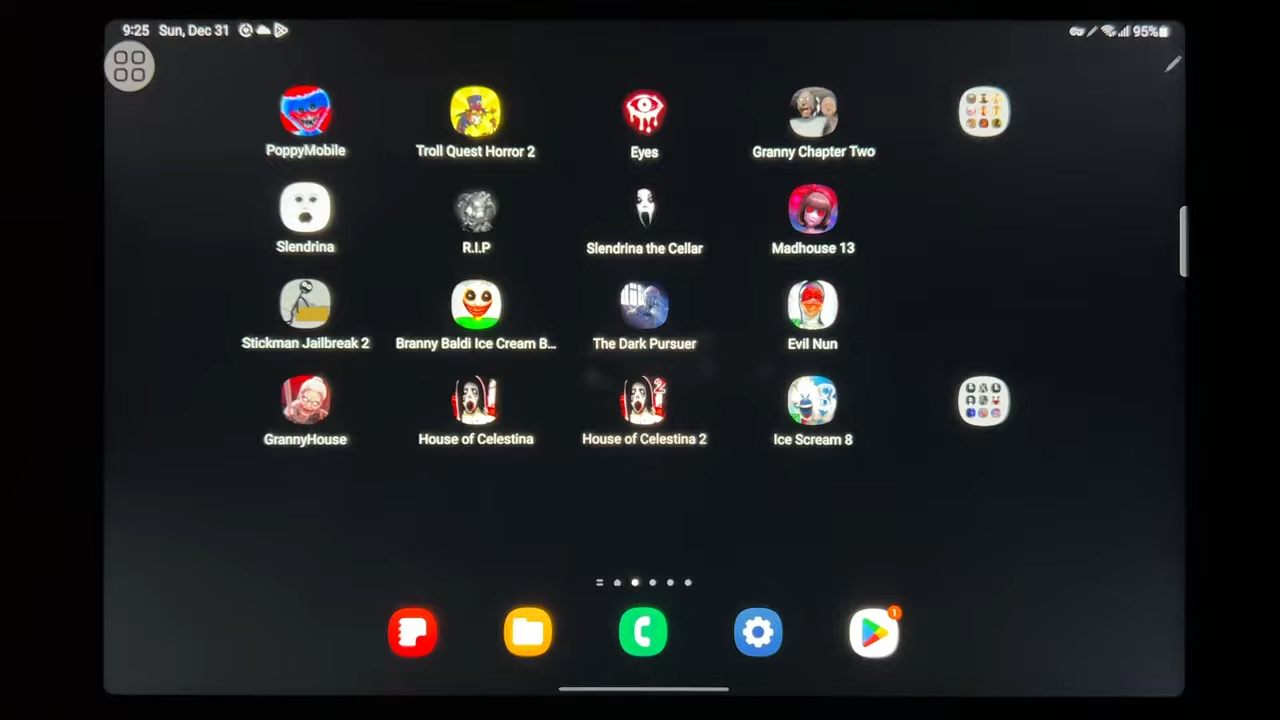 9:25 Sun, Dec 31 95%
PoppyMobile Troll Quest Horror 2 Eyes Granny Chapter Two
Slendrina R.I.P Slendrina the Cellar Madhouse 13
Stickman Jailbreak 2 Branny Baldi Ice Cream B... The Dark Pursuer Evil Nun
GrannyHouse House of Celestina House of Celestina 2 Ice Scream 8
1